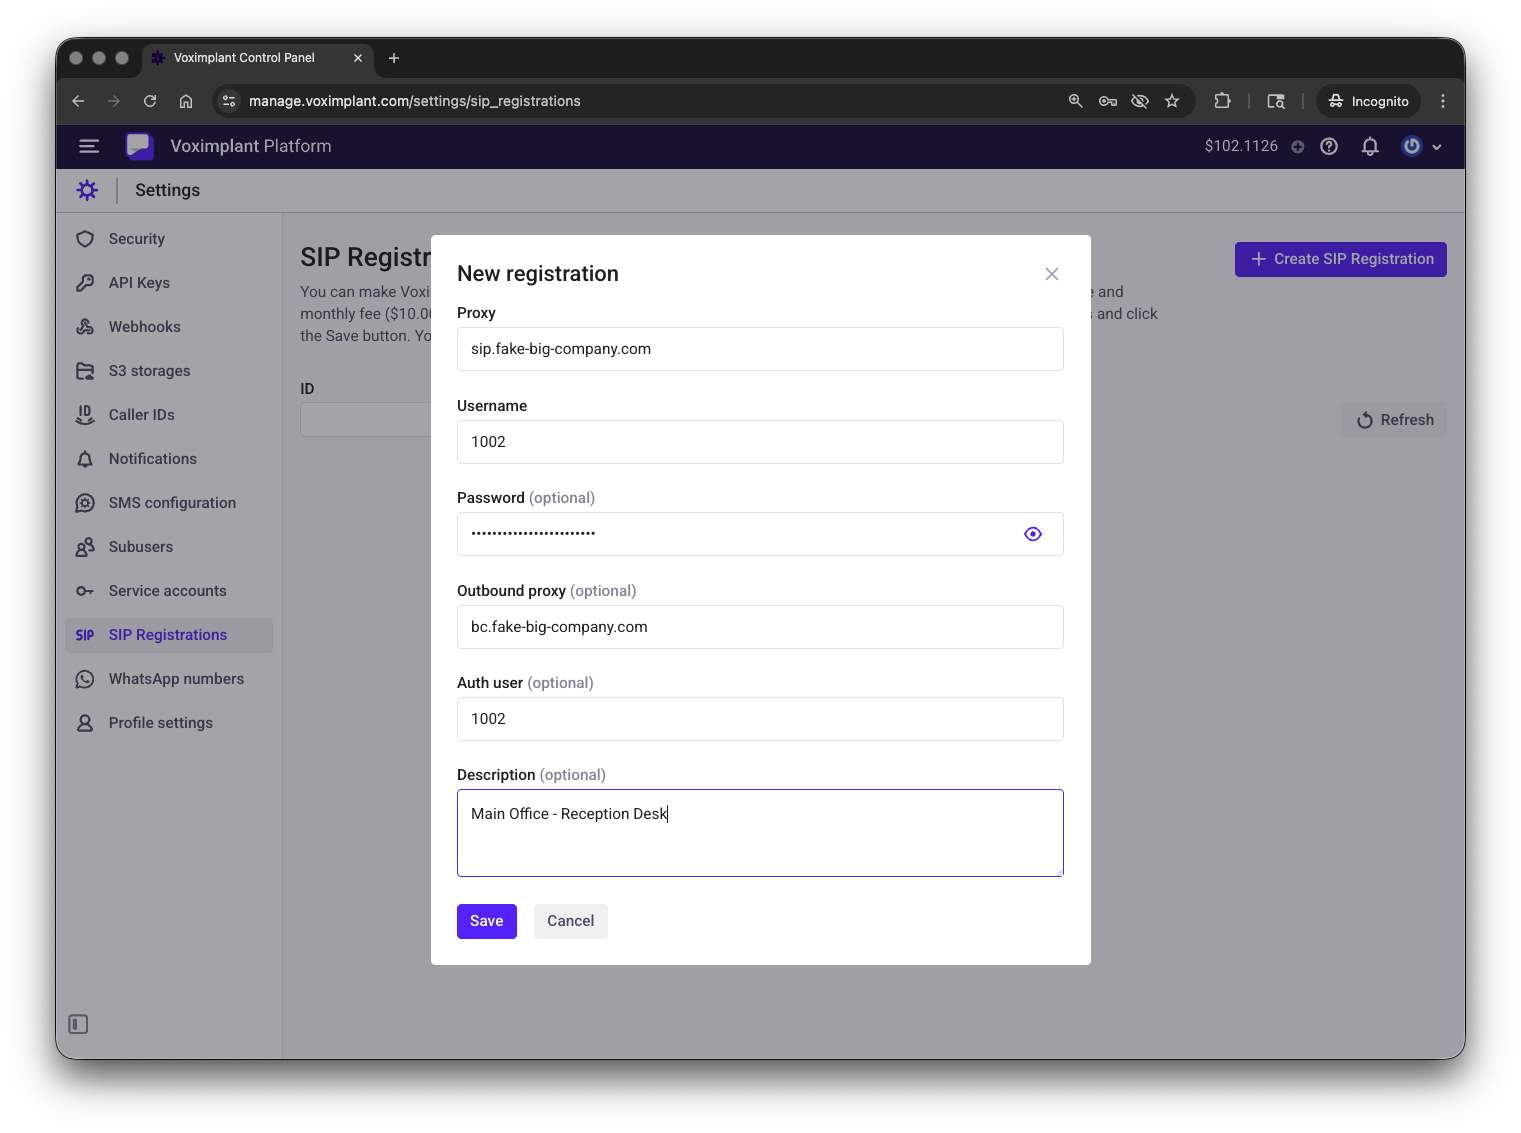 Voximplant Control Panel
manage.voximplant.com/settings/sip_registrations
Incognito
Voximplant Platform
$102.1126
Settings
Security
API Keys
Webhooks
S3 storages
Caller IDs
Notifications
SMS configuration
Subusers
Service accounts
SIP SIP Registrations
WhatsApp numbers
Profile settings
SIP Registr
Create SIP Registration
You can make Voxi
and
monthly fee ($10.0
and click
the Save button. Yo
ID
Refresh
New registration
Proxy
sip.fake-big-company.com
Username
1002
Password (optional)
••••••••••••••••••••••••
Outbound proxy (optional)
bc.fake-big-company.com
Auth user (optional)
1002
Description (optional)
Main Office - Reception Desk
Save
Cancel